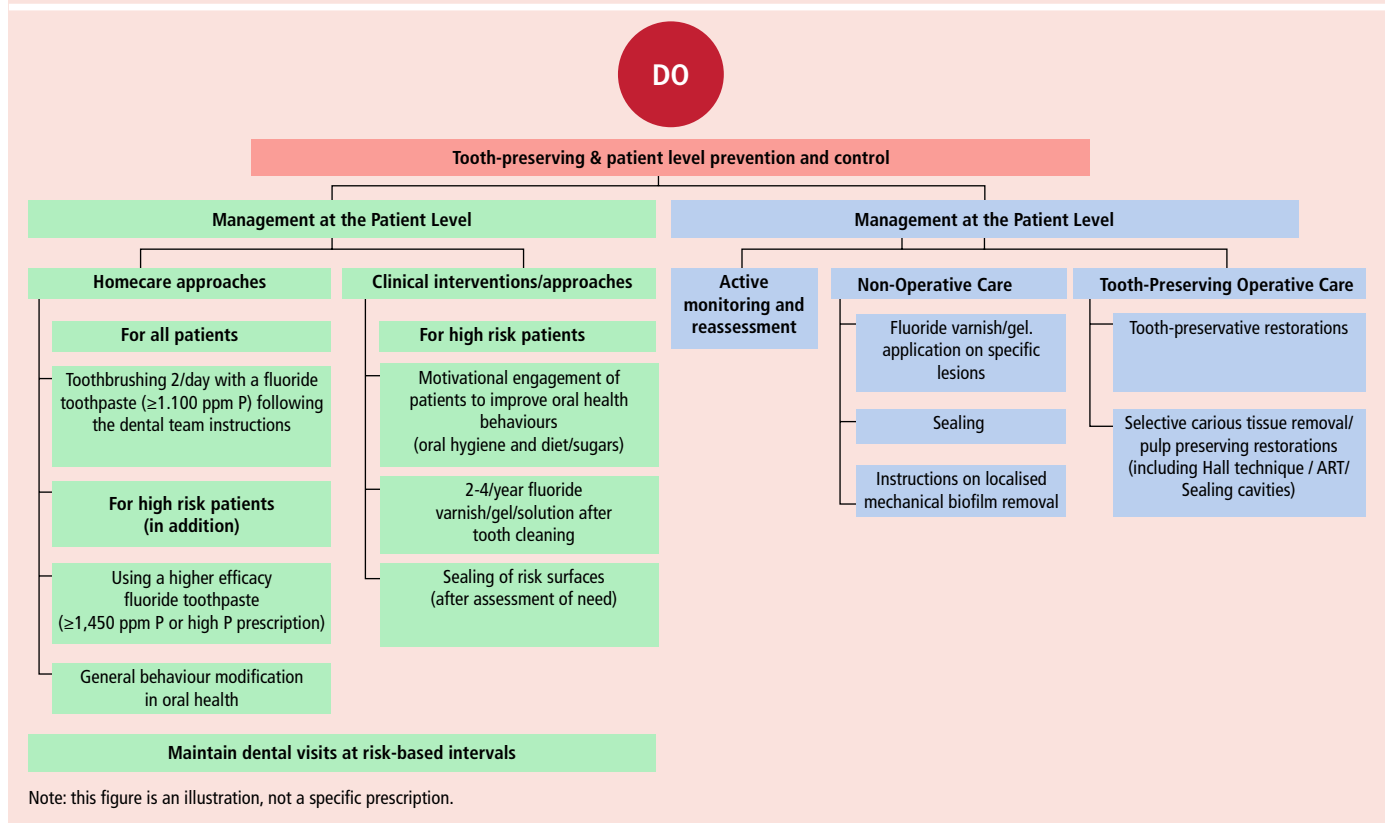 DO
Tooth-preserving & patient level prevention and control
Management at the Patient Level
Homecare approaches
For all patients
Toothbrushing 2/day with a fluoride
toothpaste (≥1.100 ppm P) following
the dental team instructions
For high risk patients
(in addition)
Using a higher efficacy
fluoride toothpaste
(≥1,450 ppm P or high P prescription)
General behaviour modification
in oral health
Clinical interventions/approaches
For high risk patients
Motivational engagement of
patients to improve oral health
behaviours
(oral hygiene and diet/sugars)
2-4/year fluoride
varnish/gel/solution after
tooth cleaning
Sealing of risk surfaces
(after assessment of need)
Maintain dental visits at risk-based intervals
Management at the Patient Level
Active
monitoring and
reassessment
Non-Operative Care
Fluoride varnish/gel.
application on specific
lesions
Sealing
Instructions on localised
mechanical biofilm removal
Tooth-Preserving Operative Care
Tooth-preservative restorations
Selective carious tissue removal/
pulp preserving restorations
(including Hall technique / ART/
Sealing cavities)
Note: this figure is an illustration, not a specific prescription.